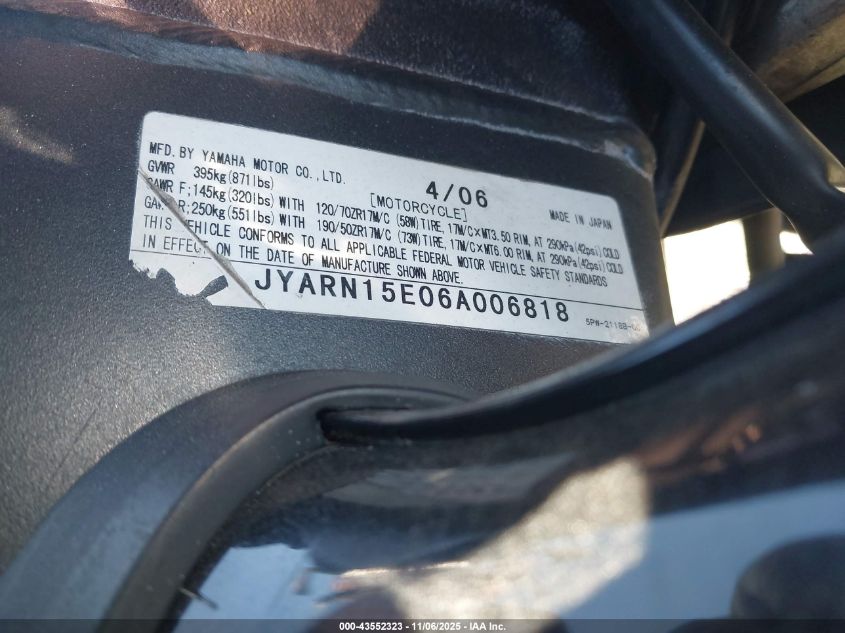 MFD. BY YAMAHA MOTOR CO., LTD. 4/06 MADE IN JAPAN
GVWR 395kg(871lbs) [MOTORCYCLE]
GAWR F;145kg(320lbs)WITH 120/70ZR17M/C (58W)TIRE, 17M/C×MT3.50 RIM, AT 290kPa(42psi)COLD
GAWR R;250kg(551lbs)WITH 190/50ZR17M/C (73W)TIRE, 17M/C×MT6.00 RIM, AT 290kPa(42psi)COLD
THIS VEHICLE CONFORMS TO ALL APPLICABLE FEDERAL MOTOR VEHICLE SAFETY STANDARDS
IN EFFECT ON THE DATE OF MANUFACTURE SHOWN ABOVE.
JYARN15E06A006818
000-43552323 - 11/06/2025 - IAA Inc.